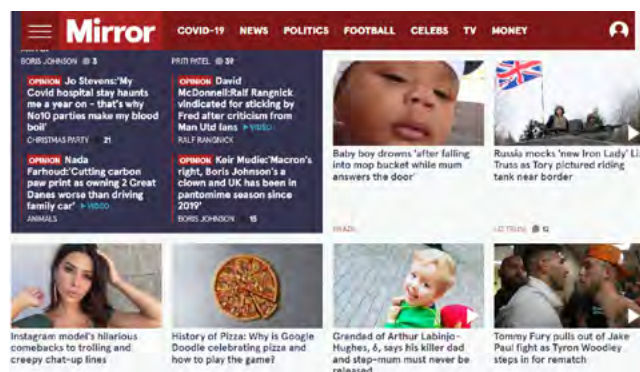 Mirror
COVID-19 NEWS POLITICS FOOTBALL CELEBS TV MONEY
BORIS JOHNSON 3
PRITI PATEL 39
OPINION Jo Stevens:'My
Covid hospital stay haunts
me a year on – that's why
No10 parties make my blood
boil'
CHRISTMAS PARTY 21
OPINION David
McDonnell:Ralf Rangnick
vindicated for sticking by
Fred after criticism from
Man Utd fans ▶VIDEO
RALF RANGNICK
Baby boy drowns 'after falling
into mop bucket while mum
answers the door'
Russia mocks 'new Iron Lady' Li
Truss as Tory pictured riding
tank near border
LIZ TRUSS 12
OPINION Nada
Farhoud:'Cutting carbon
paw print as owning 2 Great
Danes worse than driving
family car' ▶VIDEO
ANIMALS
OPINION Keir Mudie:'Macron's
right, Boris Johnson's a
clown and UK has been in
pantomime season since
2019'
BORIS JOHNSON 15
Instagram model's hilarious
comebacks to trolling and
creepy chat-up lines
History of Pizza: Why is Google
Doodle celebrating pizza and
how to play the game?
Grandad of Arthur Labinjo-
Hughes, 6, says his killer dad
and step-mum must never be
released
Tommy Fury pulls out of Jake
Paul fight as Tyron Woodley
steps in for rematch